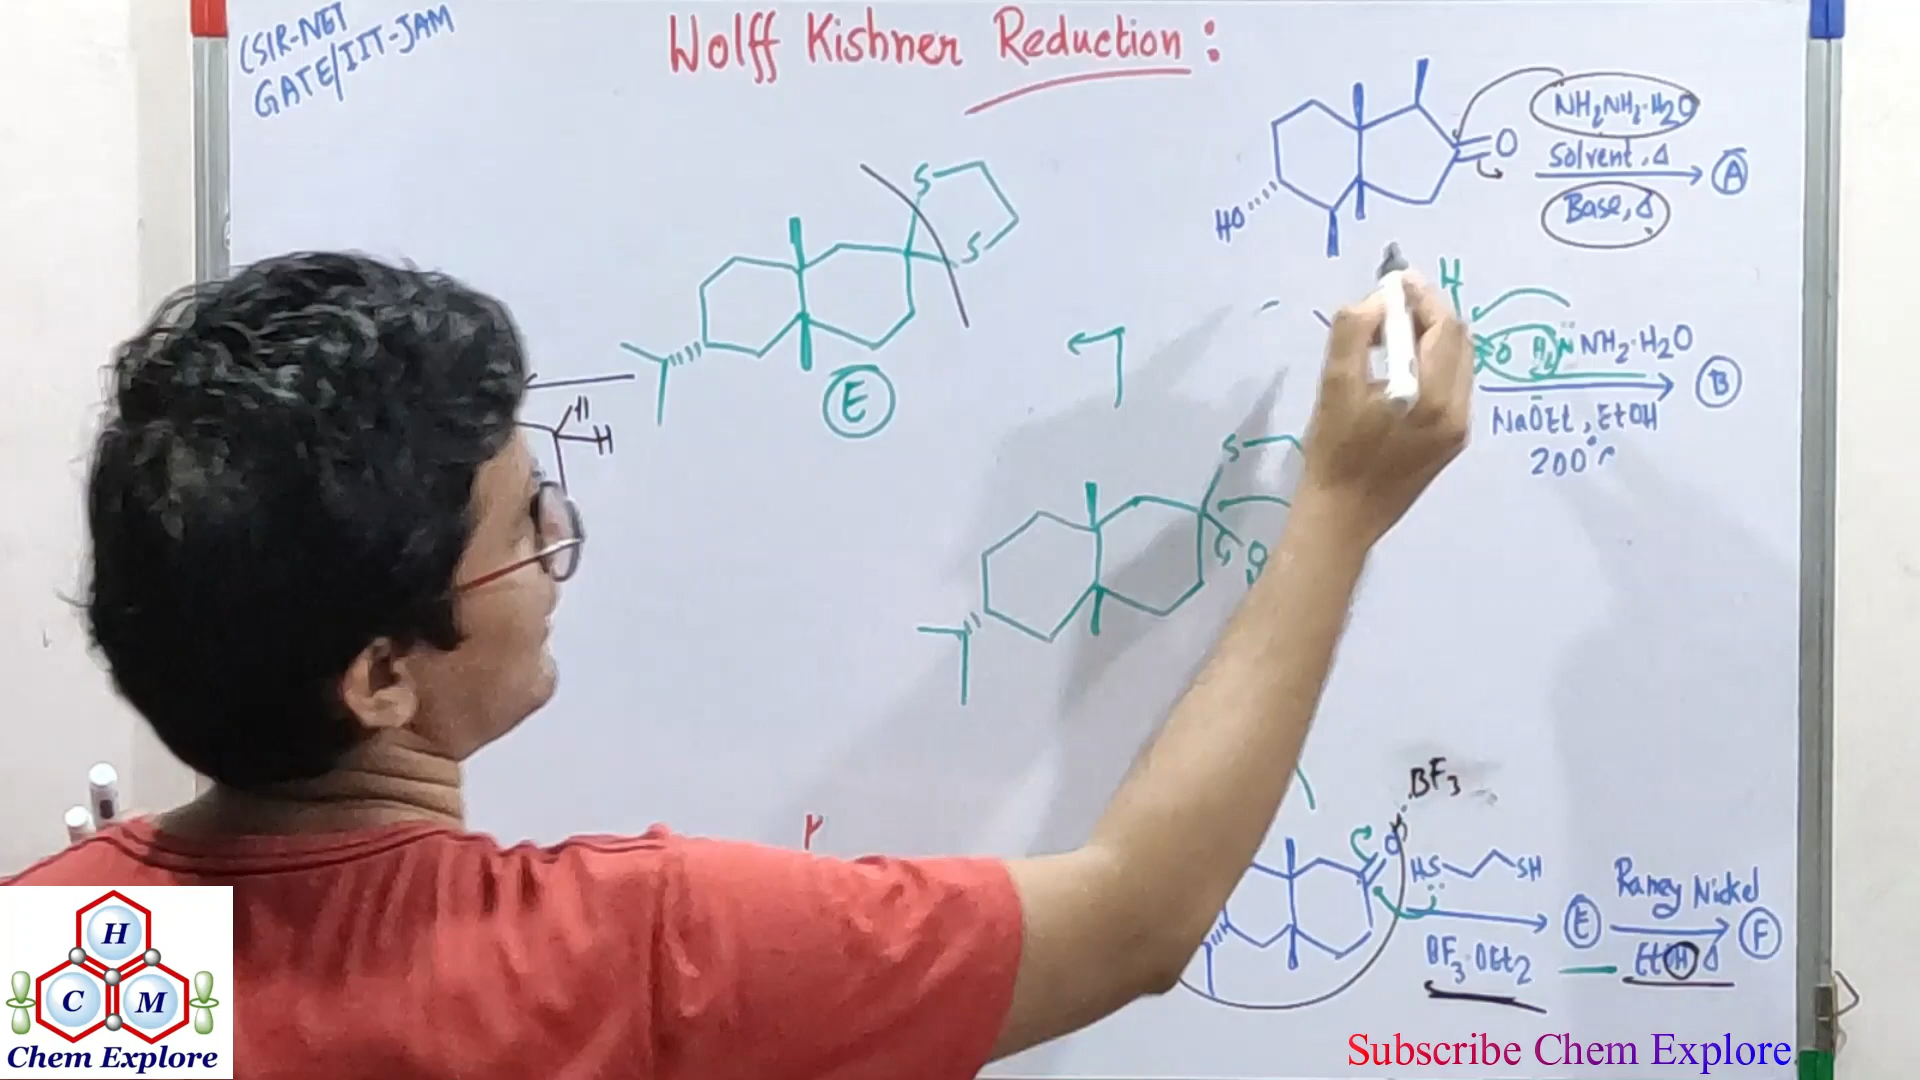 CSIR-NET
GATE/IIT-JAM
Wolff Kishner Reduction :
NH2NH2·H2O
Solvent, Δ
Base, Δ
A
O
HO
S
S
E
H
O H2N NH2·H2O
B
NaOEt, EtOH
200°C
H
H
S
O
BF3
O
HS SH
BF3·OEt2
E
Raney Nickel
EtOH Δ
F
H
C M
Chem Explore
Subscribe Chem Explore